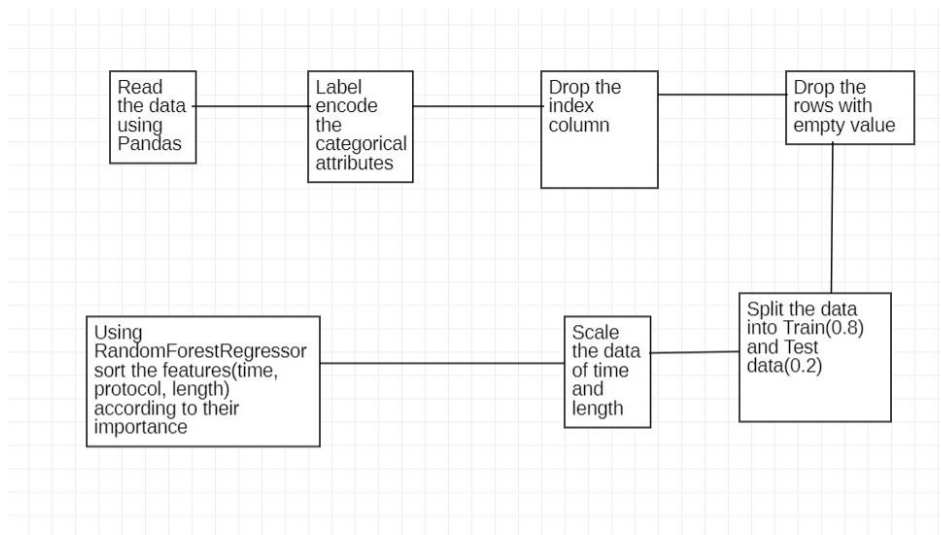 Read
the data
using
Pandas
Label
encode
the
categorical
attributes
Drop the
index
column
Drop the
rows with
empty value
Split the data
into Train(0.8)
and Test
data(0.2)
Scale
the data
of time
and
length
Using
RandomForestRegressor
sort the features(time,
protocol, length)
according to their
importance